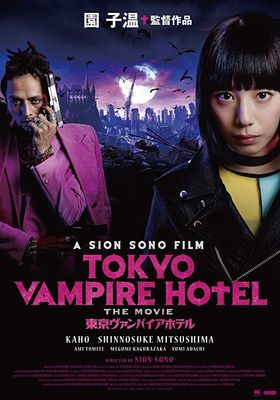 園 子温✝監督作品
A SION SONO FILM
TOKYO
VAMPIRE HOTEL
THE MOVIE
東京ヴァンパイアホテル
KAHO SHINNOSUKE MITSUSHIMA
AMI TOMITE MEGUMI KAGURAZAKA YUMI ADACHI
DIRECTED BY SION SONO